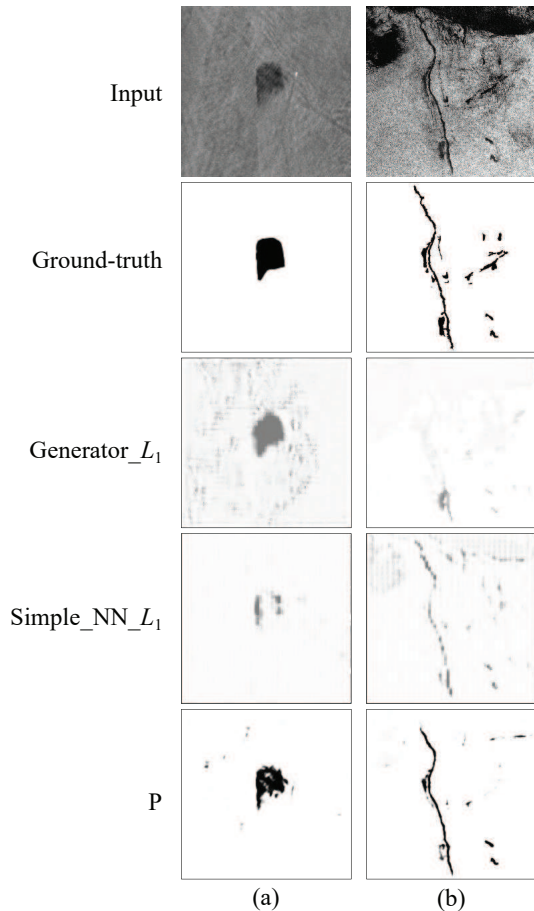 Input
Ground-truth
Generator_L₁
Simple_NN_L₁
P
(a) (b)